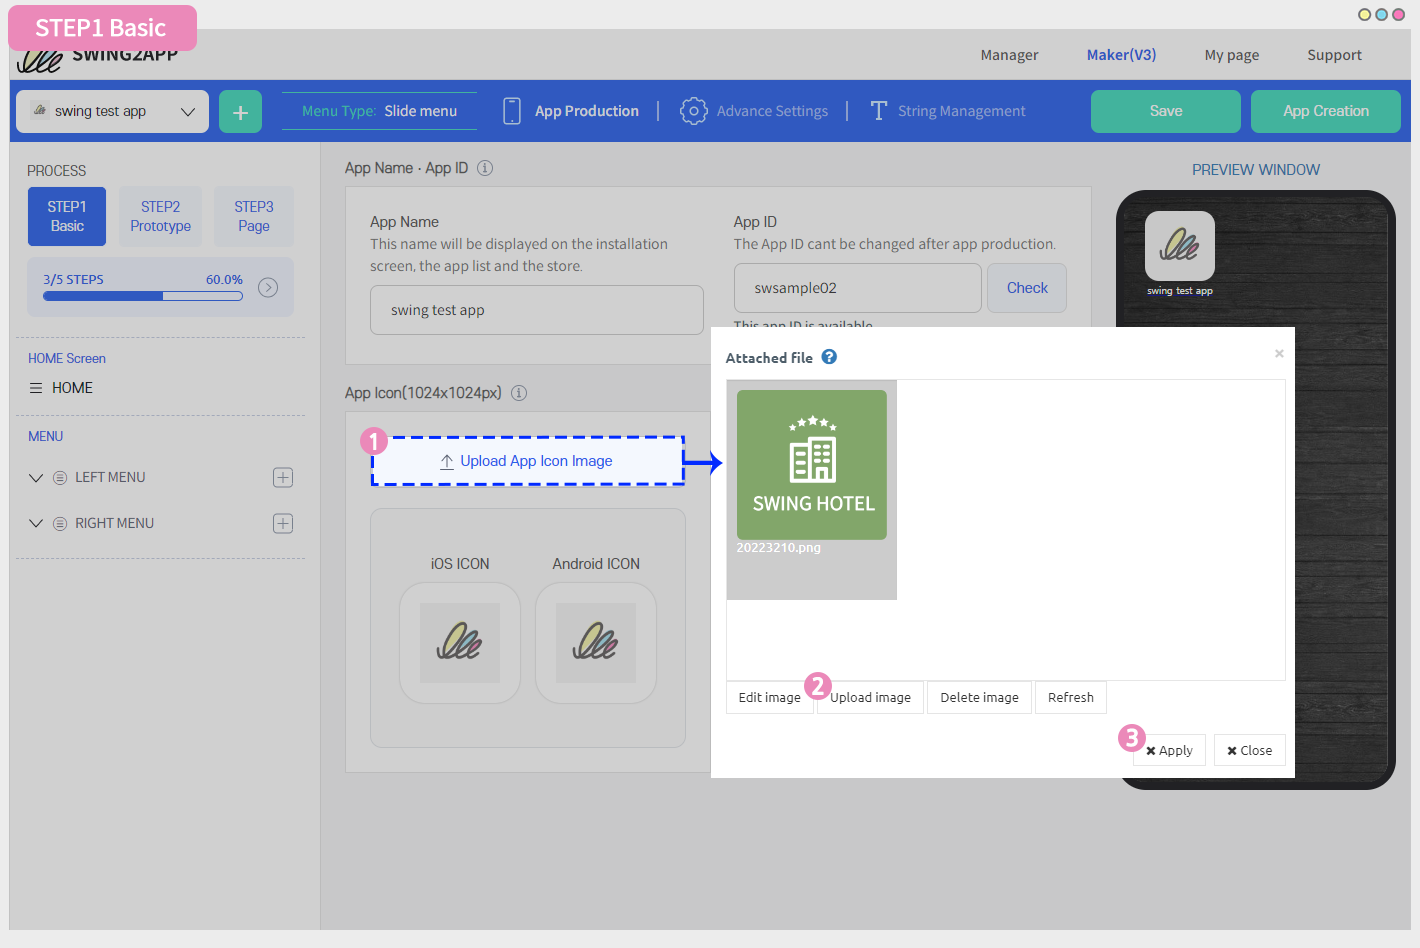 STEP1 Basic
SWING2APP
Manager
Maker(V3)
My page
Support
swing test app
+
Menu Type: Slide menu
App Production
Advance Settings
String Management
Save
App Creation
PROCESS
STEP1
Basic
STEP2
Prototype
STEP3
Page
3/5 STEPS
60.0%
HOME Screen
HOME
MENU
LEFT MENU
RIGHT MENU
App Name · App ID
App Name
This name will be displayed on the installation
screen, the app list and the store.
swing test app
App ID
The App ID cant be changed after app production.
swsample02
Check
This app ID is available
App Icon(1024x1024px)
1
Upload App Icon Image
iOS ICON
Android ICON
PREVIEW WINDOW
swing test app
Attached file ?
×
SWING HOTEL
20223210.png
Edit image
2
Upload image
Delete image
Refresh
3
Apply
Close